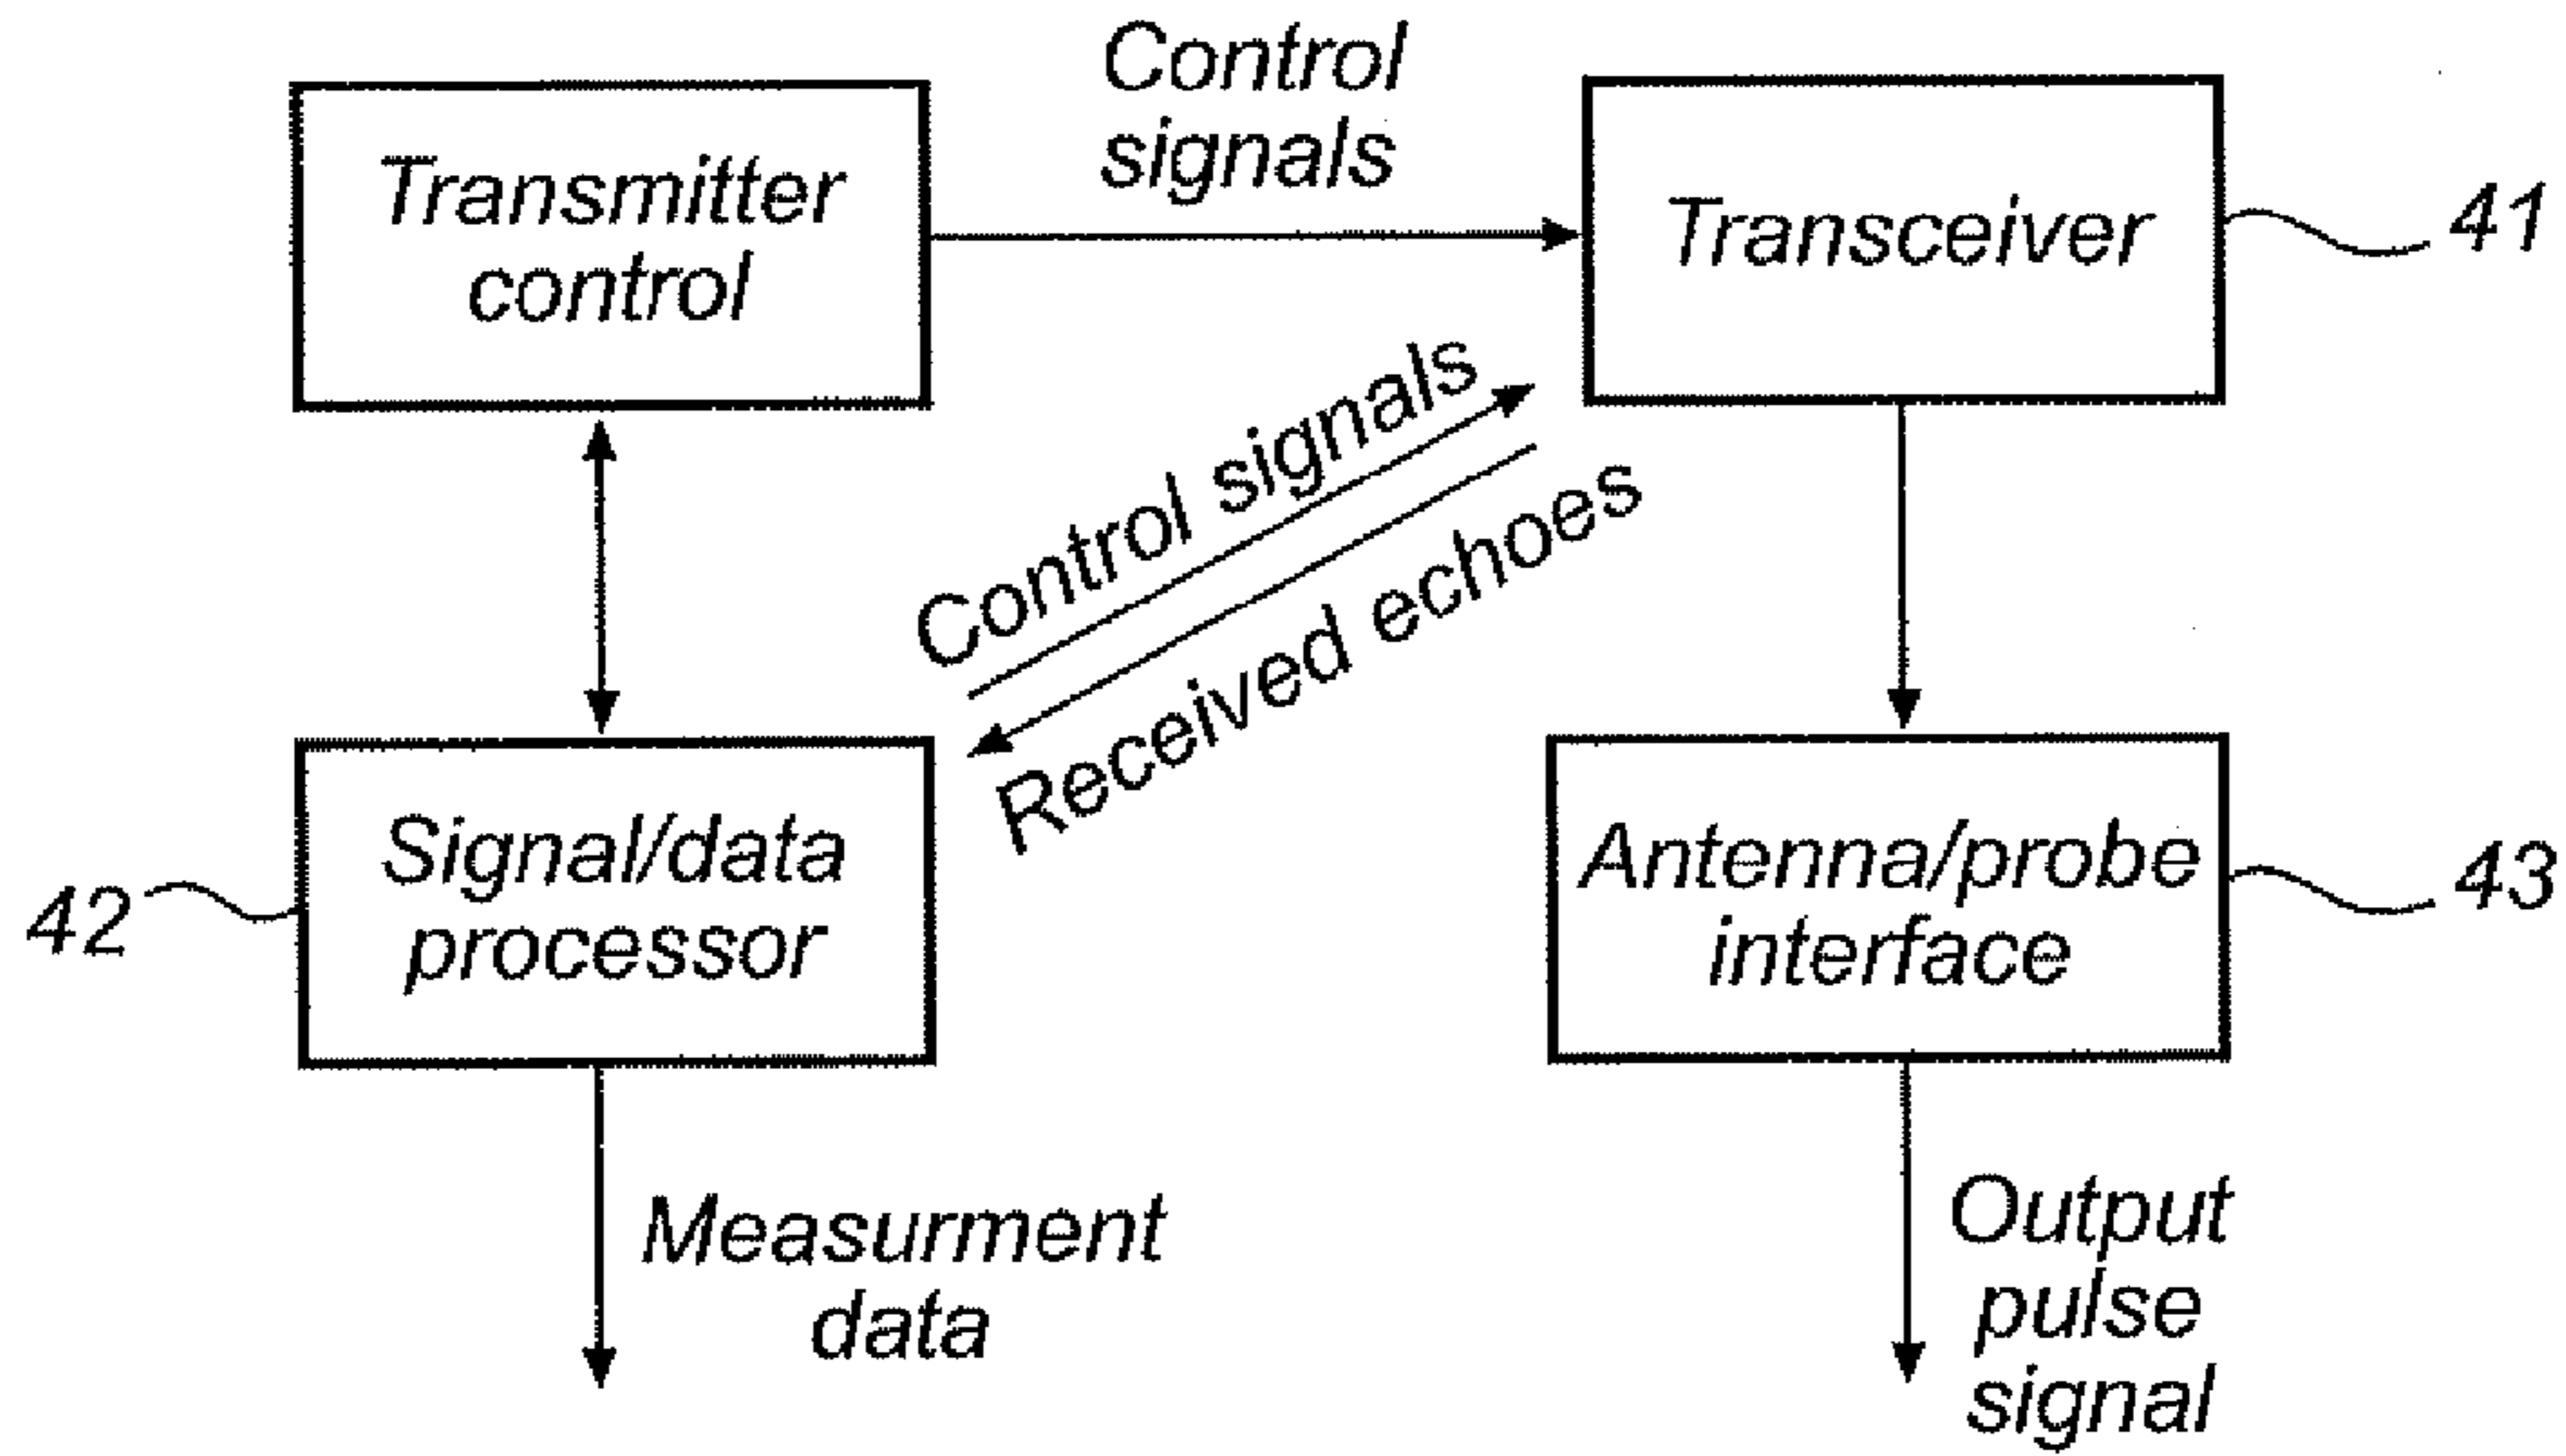 Control
signals
Transmitter
control
Transceiver
41
Control signals
Received echoes
42
Signal/data
processor
Antenna/probe
interface
43
Measurment
data
Output
pulse
signal